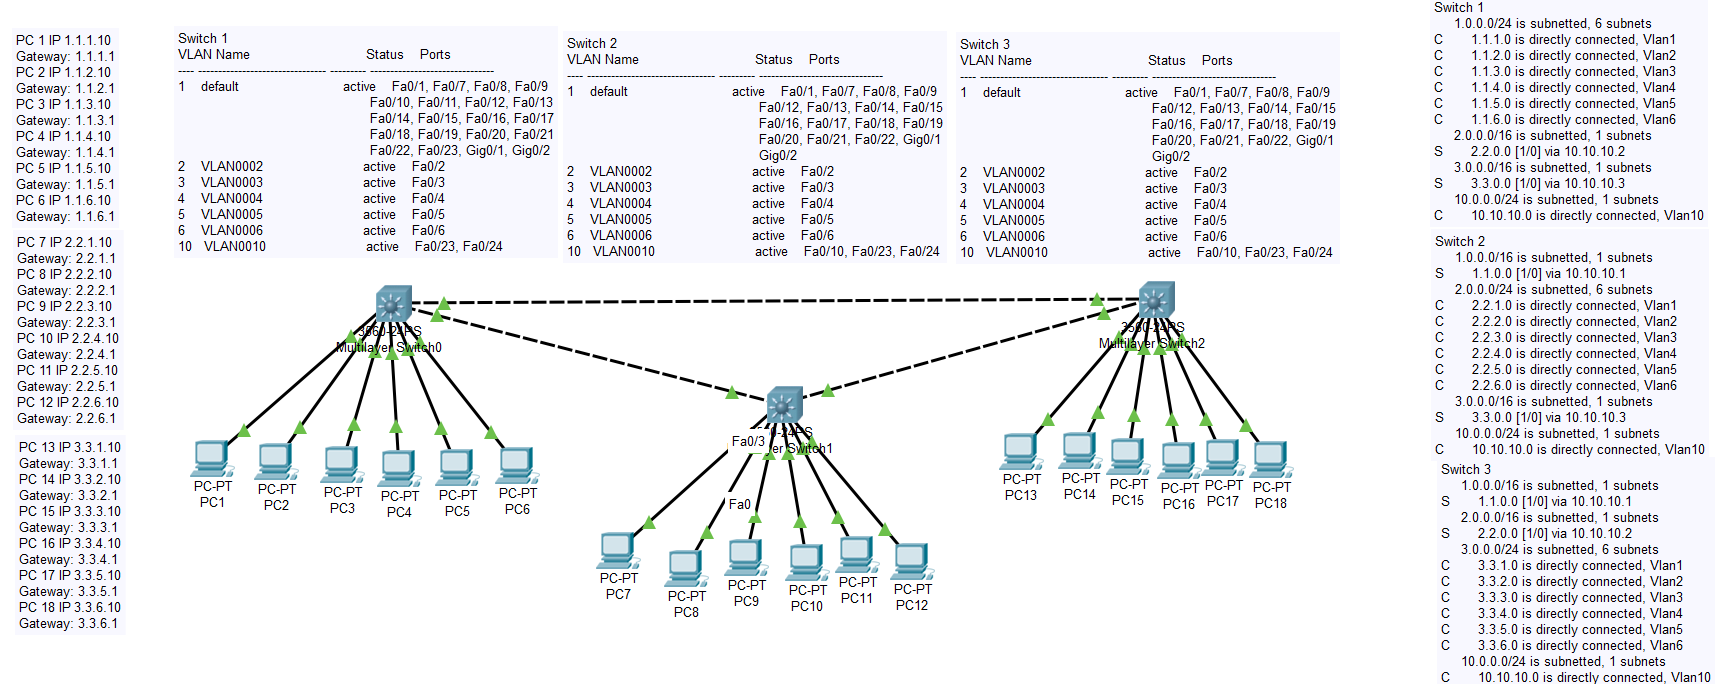 PC 1 IP 1.1.1.10
Gateway: 1.1.1.1
PC 2 IP 1.1.2.10
Gateway: 1.1.2.1
PC 3 IP 1.1.3.10
Gateway: 1.1.3.1
PC 4 IP 1.1.4.10
Gateway: 1.1.4.1
PC 5 IP 1.1.5.10
Gateway: 1.1.5.1
PC 6 IP 1.1.6.10
Gateway: 1.1.6.1
PC 7 IP 2.2.1.10
Gateway: 2.2.1.1
PC 8 IP 2.2.2.10
Gateway: 2.2.2.1
PC 9 IP 2.2.3.10
Gateway: 2.2.3.1
PC 10 IP 2.2.4.10
Gateway: 2.2.4.1
PC 11 IP 2.2.5.10
Gateway: 2.2.5.1
PC 12 IP 2.2.6.10
Gateway: 2.2.6.1
PC 13 IP 3.3.1.10
Gateway: 3.3.1.1
PC 14 IP 3.3.2.10
Gateway: 3.3.2.1
PC 15 IP 3.3.3.10
Gateway: 3.3.3.1
PC 16 IP 3.3.4.10
Gateway: 3.3.4.1
PC 17 IP 3.3.5.10
Gateway: 3.3.5.1
PC 18 IP 3.3.6.10
Gateway: 3.3.6.1
Switch 1
VLAN Name Status Ports
---- -------------------------------- --------- -------------------------------
1 default active Fa0/1, Fa0/7, Fa0/8, Fa0/9
Fa0/10, Fa0/11, Fa0/12, Fa0/13
Fa0/14, Fa0/15, Fa0/16, Fa0/17
Fa0/18, Fa0/19, Fa0/20, Fa0/21
Fa0/22, Fa0/23, Gig0/1, Gig0/2
2 VLAN0002 active Fa0/2
3 VLAN0003 active Fa0/3
4 VLAN0004 active Fa0/4
5 VLAN0005 active Fa0/5
6 VLAN0006 active Fa0/6
10 VLAN0010 active Fa0/23, Fa0/24
Switch 2
VLAN Name Status Ports
---- -------------------------------- --------- -------------------------------
1 default active Fa0/1, Fa0/7, Fa0/8, Fa0/9
Fa0/12, Fa0/13, Fa0/14, Fa0/15
Fa0/16, Fa0/17, Fa0/18, Fa0/19
Fa0/20, Fa0/21, Fa0/22, Gig0/1
Gig0/2
2 VLAN0002 active Fa0/2
3 VLAN0003 active Fa0/3
4 VLAN0004 active Fa0/4
5 VLAN0005 active Fa0/5
6 VLAN0006 active Fa0/6
10 VLAN0010 active Fa0/10, Fa0/23, Fa0/24
Switch 3
VLAN Name Status Ports
---- -------------------------------- --------- -------------------------------
1 default active Fa0/1, Fa0/7, Fa0/8, Fa0/9
Fa0/12, Fa0/13, Fa0/14, Fa0/15
Fa0/16, Fa0/17, Fa0/18, Fa0/19
Fa0/20, Fa0/21, Fa0/22, Gig0/1
Gig0/2
2 VLAN0002 active Fa0/2
3 VLAN0003 active Fa0/3
4 VLAN0004 active Fa0/4
5 VLAN0005 active Fa0/5
6 VLAN0006 active Fa0/6
10 VLAN0010 active Fa0/10, Fa0/23, Fa0/24
3560-24PS
Multilayer Switch0
3560-24PS
Multilayer Switch2
Fa0/3
Switch1
Fa0
PC-PT
PC1
PC-PT
PC2
PC-PT
PC3
PC-PT
PC4
PC-PT
PC5
PC-PT
PC6
PC-PT
PC7
PC-PT
PC8
PC-PT
PC9
PC-PT
PC10
PC-PT
PC11
PC-PT
PC12
PC-PT
PC13
PC-PT
PC14
PC-PT
PC15
PC-PT
PC16
PC-PT
PC17
PC-PT
PC18
Switch 1
1.0.0.0/24 is subnetted, 6 subnets
C 1.1.1.0 is directly connected, Vlan1
C 1.1.2.0 is directly connected, Vlan2
C 1.1.3.0 is directly connected, Vlan3
C 1.1.4.0 is directly connected, Vlan4
C 1.1.5.0 is directly connected, Vlan5
C 1.1.6.0 is directly connected, Vlan6
2.0.0.0/16 is subnetted, 1 subnets
S 2.2.0.0 [1/0] via 10.10.10.2
3.0.0.0/16 is subnetted, 1 subnets
S 3.3.0.0 [1/0] via 10.10.10.3
10.0.0.0/24 is subnetted, 1 subnets
C 10.10.10.0 is directly connected, Vlan10
Switch 2
1.0.0.0/16 is subnetted, 1 subnets
S 1.1.0.0 [1/0] via 10.10.10.1
2.0.0.0/24 is subnetted, 6 subnets
C 2.2.1.0 is directly connected, Vlan1
C 2.2.2.0 is directly connected, Vlan2
C 2.2.3.0 is directly connected, Vlan3
C 2.2.4.0 is directly connected, Vlan4
C 2.2.5.0 is directly connected, Vlan5
C 2.2.6.0 is directly connected, Vlan6
3.0.0.0/16 is subnetted, 1 subnets
S 3.3.0.0 [1/0] via 10.10.10.3
10.0.0.0/24 is subnetted, 1 subnets
C 10.10.10.0 is directly connected, Vlan10
Switch 3
1.0.0.0/16 is subnetted, 1 subnets
S 1.1.0.0 [1/0] via 10.10.10.1
2.0.0.0/16 is subnetted, 1 subnets
S 2.2.0.0 [1/0] via 10.10.10.2
3.0.0.0/24 is subnetted, 6 subnets
C 3.3.1.0 is directly connected, Vlan1
C 3.3.2.0 is directly connected, Vlan2
C 3.3.3.0 is directly connected, Vlan3
C 3.3.4.0 is directly connected, Vlan4
C 3.3.5.0 is directly connected, Vlan5
C 3.3.6.0 is directly connected, Vlan6
10.0.0.0/24 is subnetted, 1 subnets
C 10.10.10.0 is directly connected, Vlan10